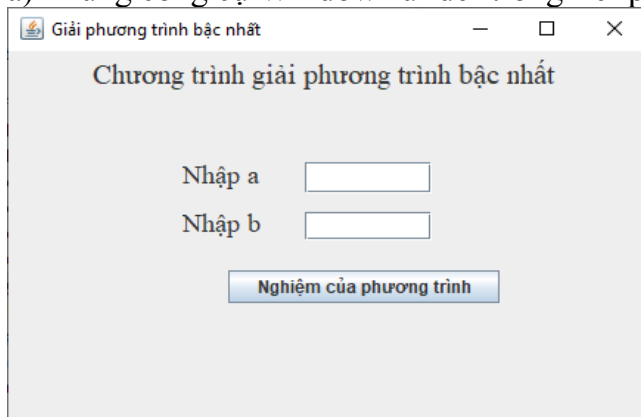 Giải phương trình bậc nhất
Chương trình giải phương trình bậc nhất
Nhập a
Nhập b
Nghiệm của phương trình